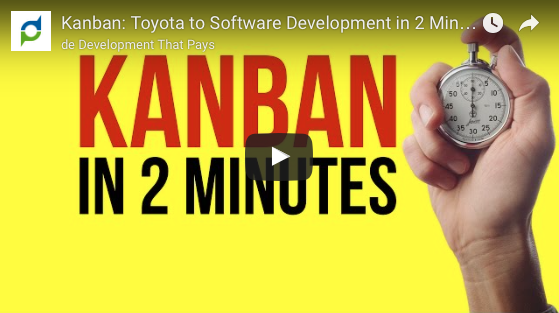 Kanban: Toyota to Software Development in 2 Min...
de Development That Pays
KANBAN
IN 2 MINUTES